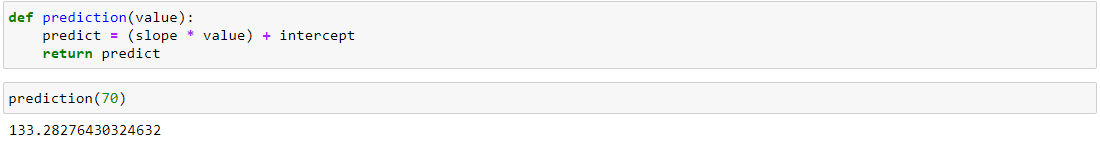 def prediction(value):
    predict = (slope * value) + intercept
    return predict
prediction(70)
133.28276430324632